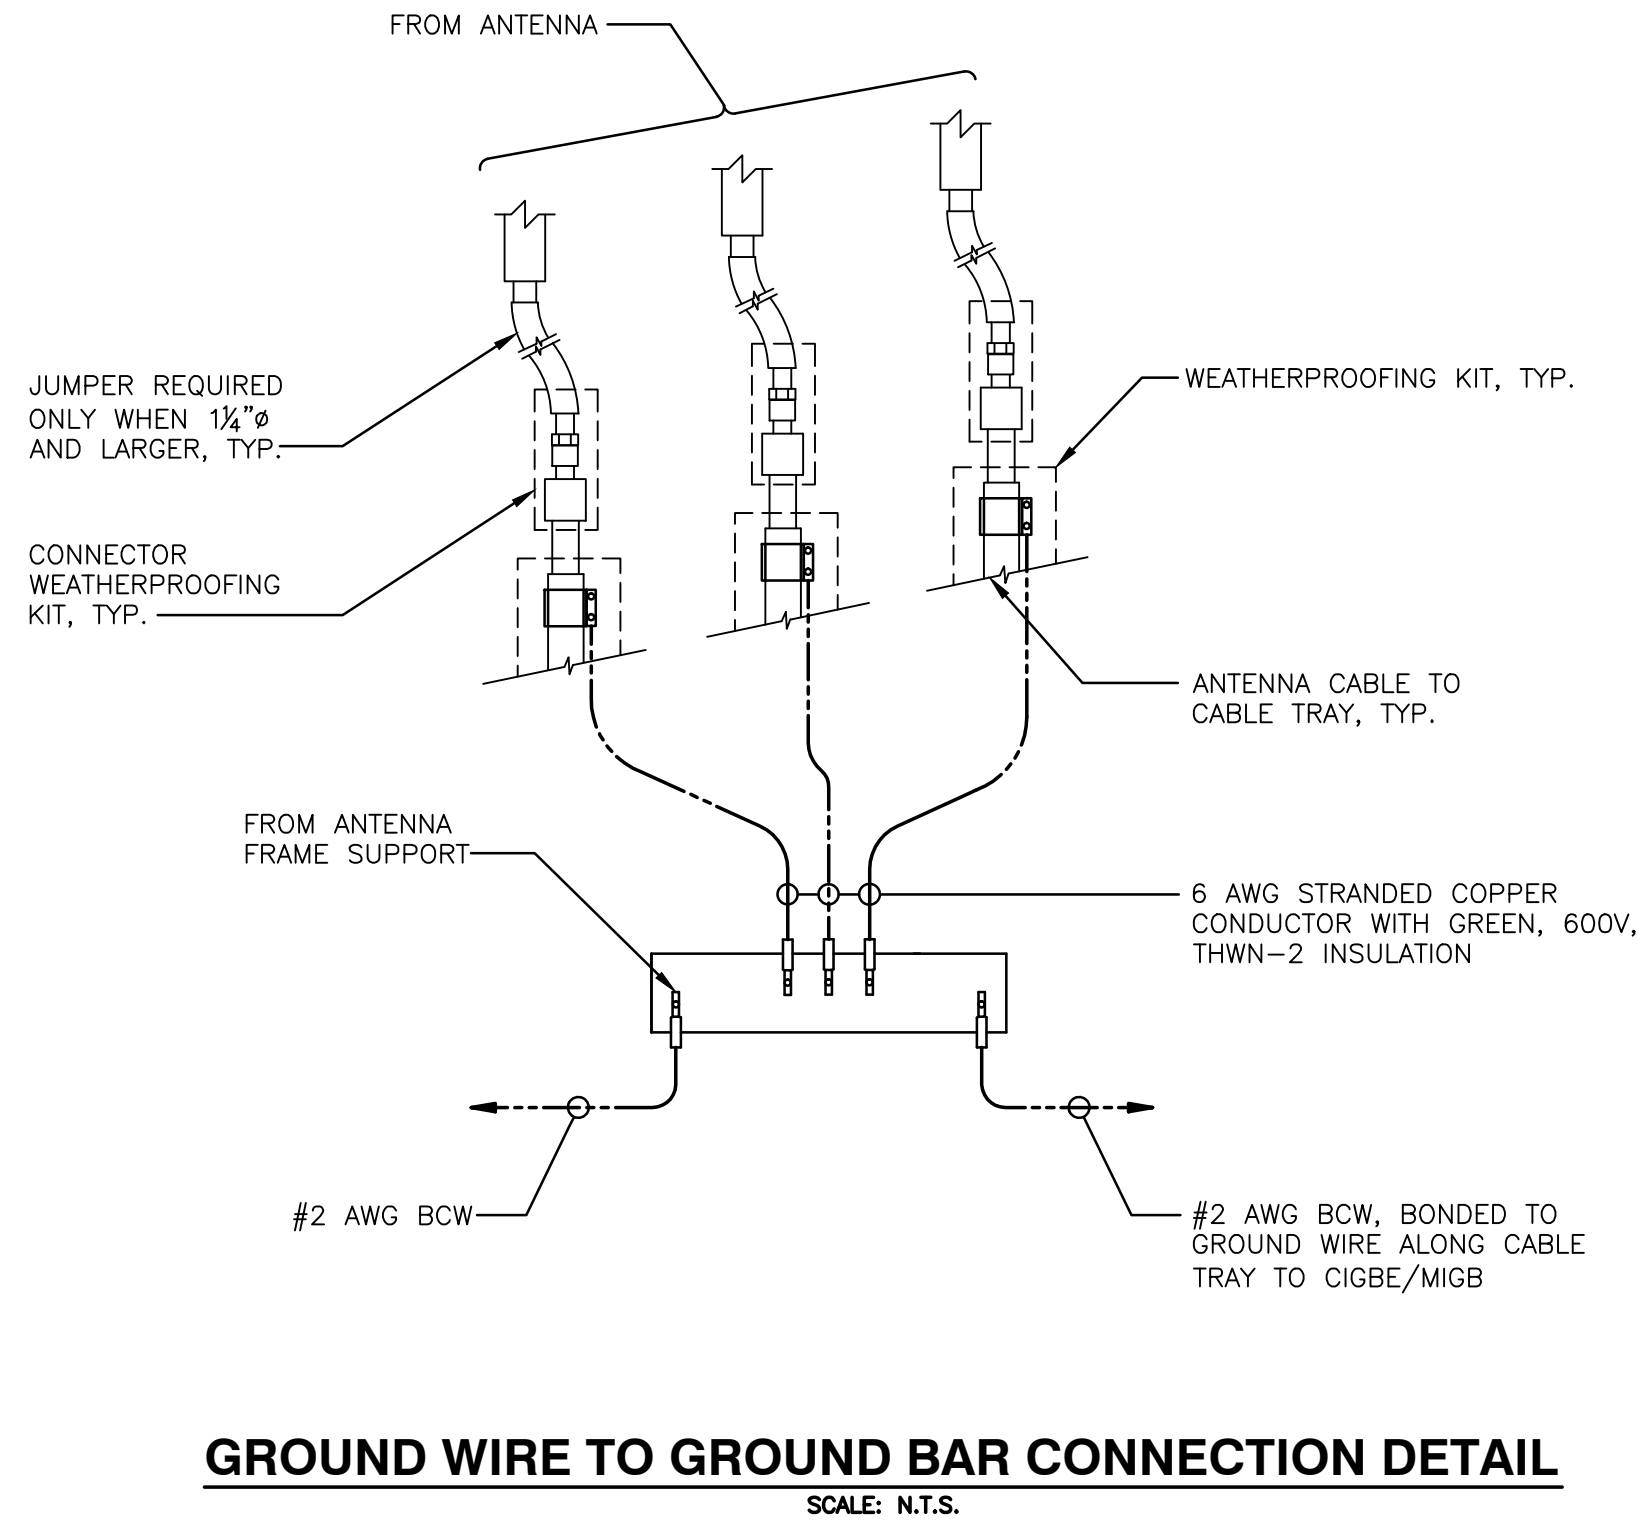 FROM ANTENNA
JUMPER REQUIRED
ONLY WHEN 1¼"ø
AND LARGER, TYP.
WEATHERPROOFING KIT, TYP.
CONNECTOR
WEATHERPROOFING
KIT, TYP.
ANTENNA CABLE TO
CABLE TRAY, TYP.
FROM ANTENNA
FRAME SUPPORT
6 AWG STRANDED COPPER
CONDUCTOR WITH GREEN, 600V,
THWN-2 INSULATION
#2 AWG BCW
#2 AWG BCW, BONDED TO
GROUND WIRE ALONG CABLE
TRAY TO CIGBE/MIGB
GROUND WIRE TO GROUND BAR CONNECTION DETAIL
SCALE: N.T.S.